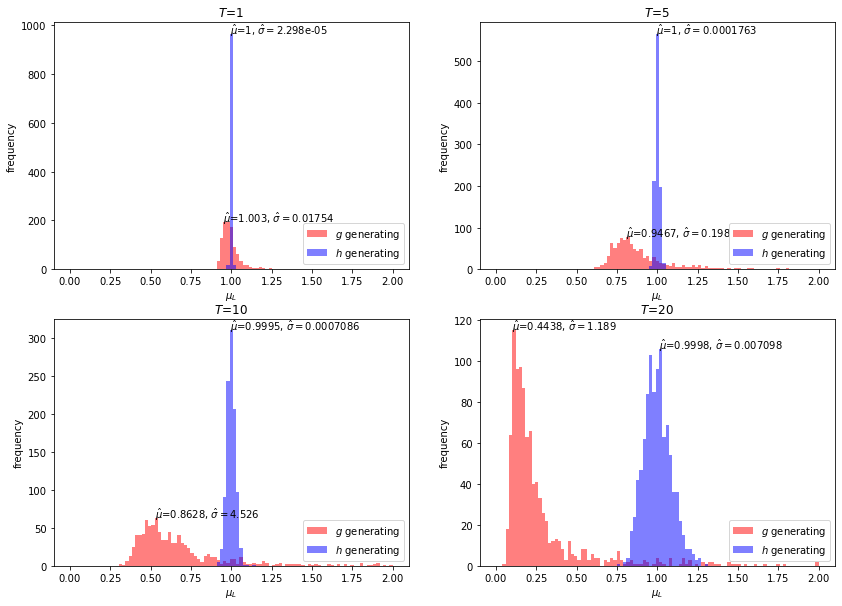 T=1
1000
800
600
400
200
0
frequency
μ̂=1, σ̂ = 2.298e-05
μ̂=1.003, σ̂ = 0.01754
g generating
h generating
0.00 0.25 0.50 0.75 1.00 1.25 1.50 1.75 2.00
μ_L
T=5
500
400
300
200
100
0
frequency
μ̂=1, σ̂ = 0.0001763
μ̂=0.9467, σ̂ = 0.198
g generating
h generating
0.00 0.25 0.50 0.75 1.00 1.25 1.50 1.75 2.00
μ_L
T=10
300
250
200
150
100
50
0
frequency
μ̂=0.9995, σ̂ = 0.0007086
μ̂=0.8628, σ̂ = 4.526
g generating
h generating
0.00 0.25 0.50 0.75 1.00 1.25 1.50 1.75 2.00
μ_L
T=20
120
100
80
60
40
20
0
frequency
μ̂=0.4438, σ̂ = 1.189
μ̂=0.9998, σ̂ = 0.007098
g generating
h generating
0.00 0.25 0.50 0.75 1.00 1.25 1.50 1.75 2.00
μ_L